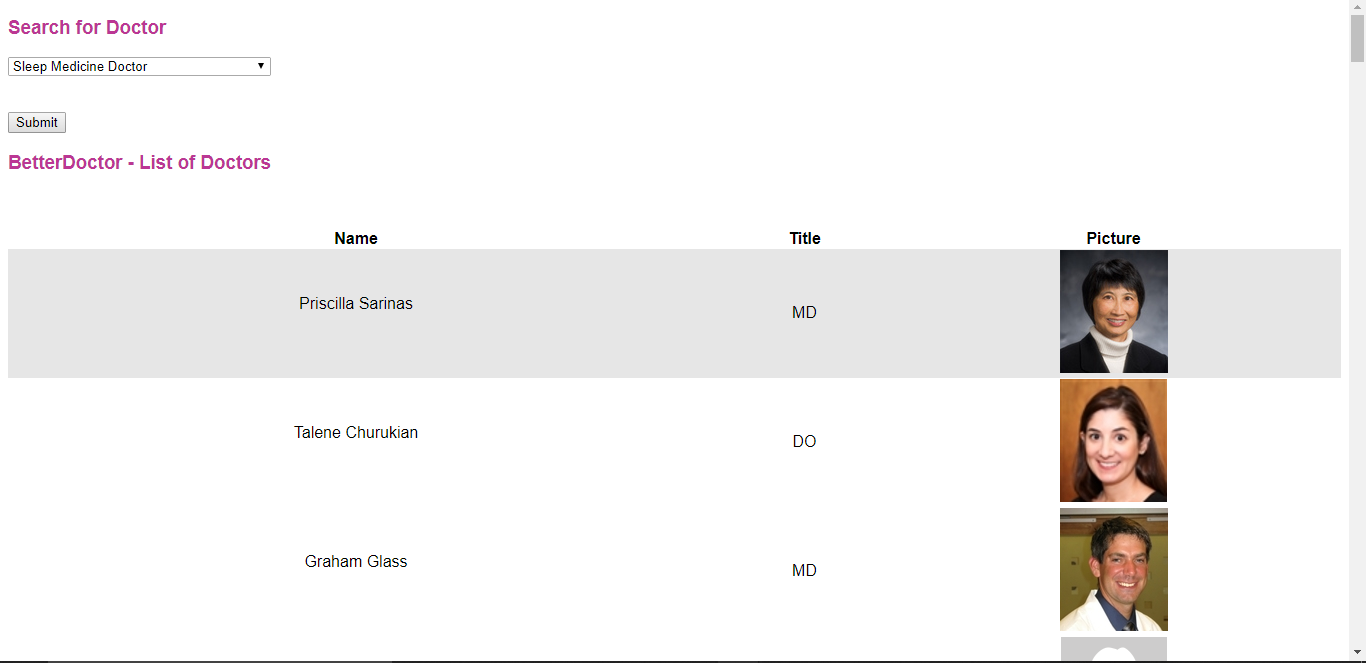 Search for Doctor
Sleep Medicine Doctor
Submit
BetterDoctor - List of Doctors
Name Title Picture
Priscilla Sarinas MD
Talene Churukian DO
Graham Glass MD